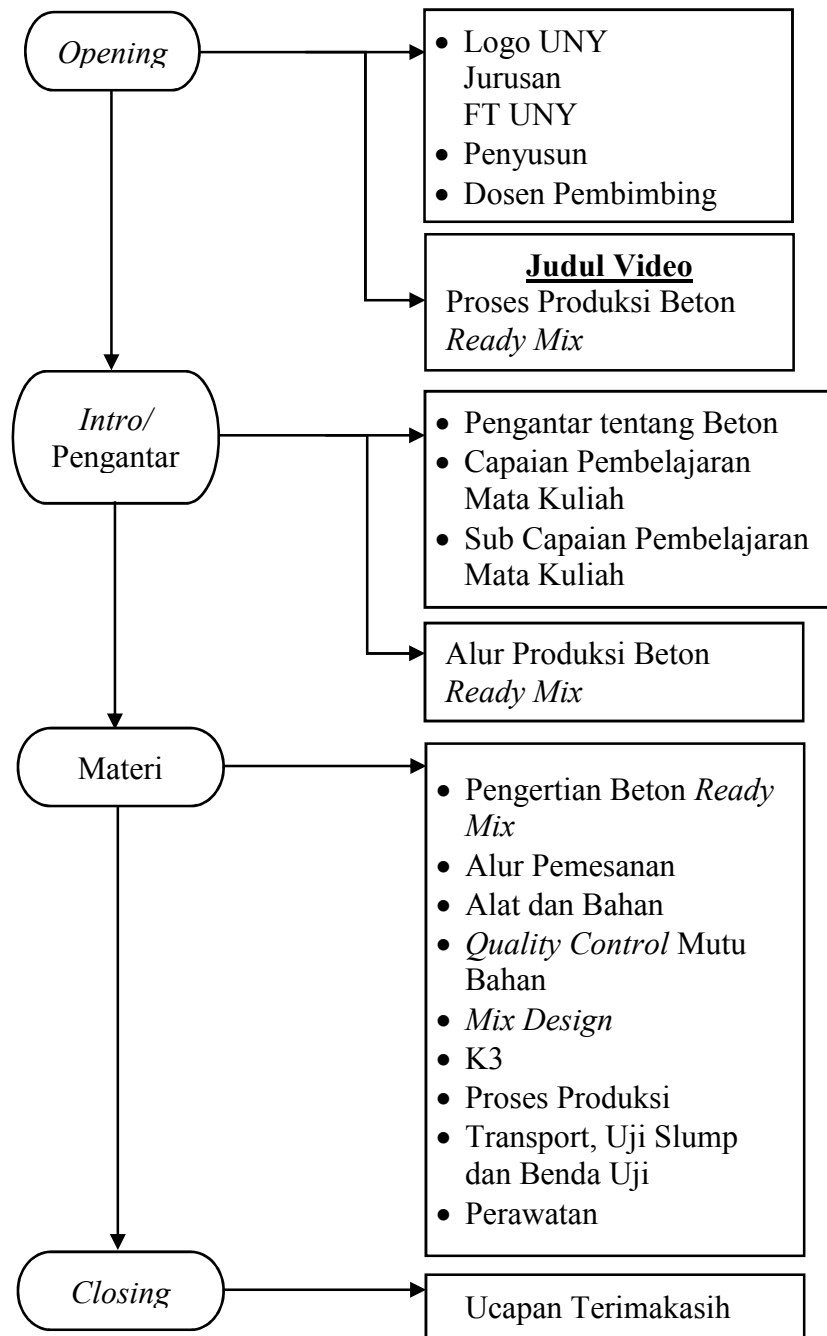 Opening
• Logo UNY
Jurusan
FT UNY
• Penyusun
• Dosen Pembimbing
Judul Video
Proses Produksi Beton
Ready Mix
Intro/
Pengantar
• Pengantar tentang Beton
• Capaian Pembelajaran
Mata Kuliah
• Sub Capaian Pembelajaran
Mata Kuliah
Alur Produksi Beton
Ready Mix
Materi
• Pengertian Beton Ready
Mix
• Alur Pemesanan
• Alat dan Bahan
• Quality Control Mutu
Bahan
• Mix Design
• K3
• Proses Produksi
• Transport, Uji Slump
dan Benda Uji
• Perawatan
Closing
Ucapan Terimakasih